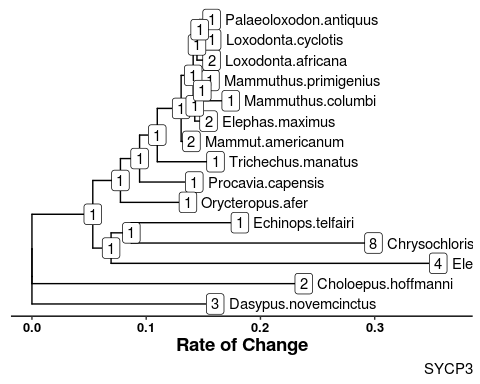 1 Palaeoloxodon.antiquus
1
1 Loxodonta.cyclotis
1
2 Loxodonta.africana
1
1 Mammuthus.primigenius
1
1 Mammuthus.columbi
1 1
2 Elephas.maximus
1
2 Mammut.americanum
1
1 Trichechus.manatus
1
1 Procavia.capensis
1
1 Orycteropus.afer
1
1 Echinops.telfairi
1
8 Chrysochloris
1
4 Ele
2 Choloepus.hoffmanni
3 Dasypus.novemcinctus
0.0 0.1 0.2 0.3
Rate of Change
SYCP3